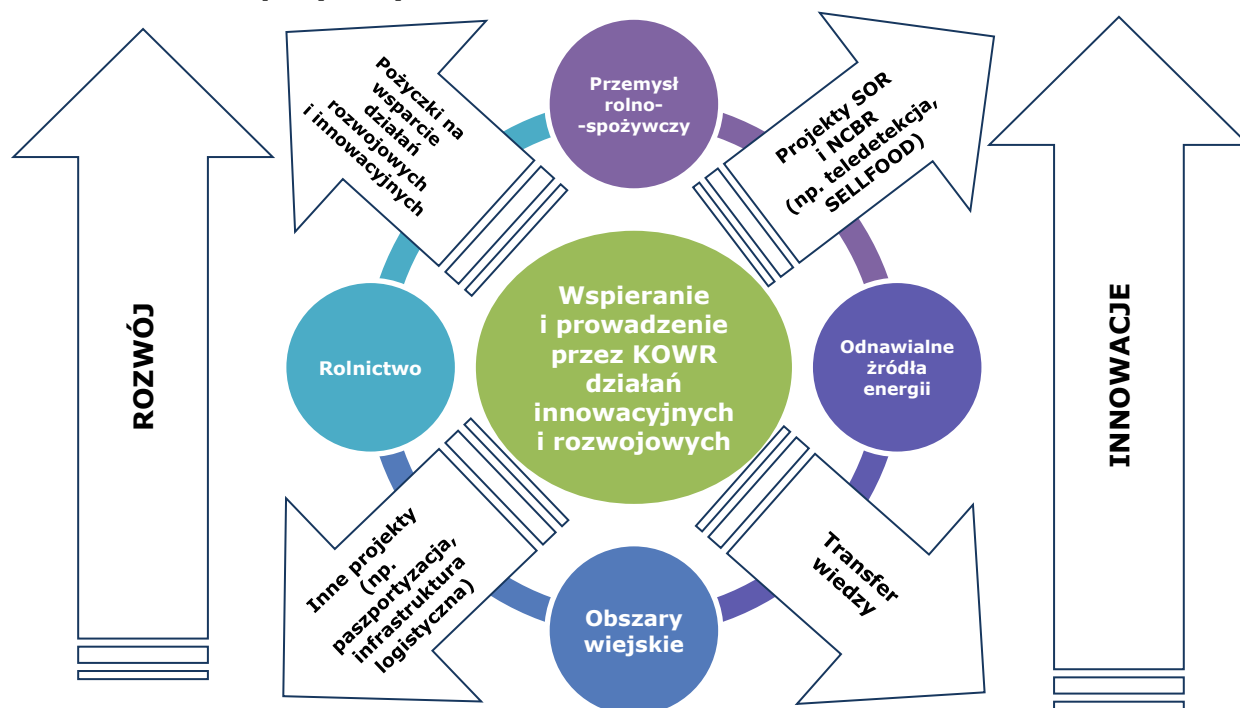 Pożyczki na
wsparcie
działań
rozwojowych
i innowacyjnych
Przemysł
rolno-
-spożywczy
Projekty SOR
i NCBR
(np. teledetekcja,
SELLFOOD)
ROZWÓJ
Rolnictwo
Wspieranie
i prowadzenie
przez KOWR
działań
innowacyjnych
i rozwojowych
Odnawialne
źródła
energii
INNOWACJE
Inne projekty
(np.
paszportyzacja,
infrastruktura
logistyczna)
Obszary
wiejskie
Transfer
wiedzy